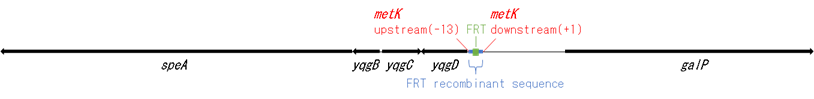 metK metK
upstream(-13) FRT downstream(+1)
speA yqgB yqgC yqgD galP
FRT recombinant sequence